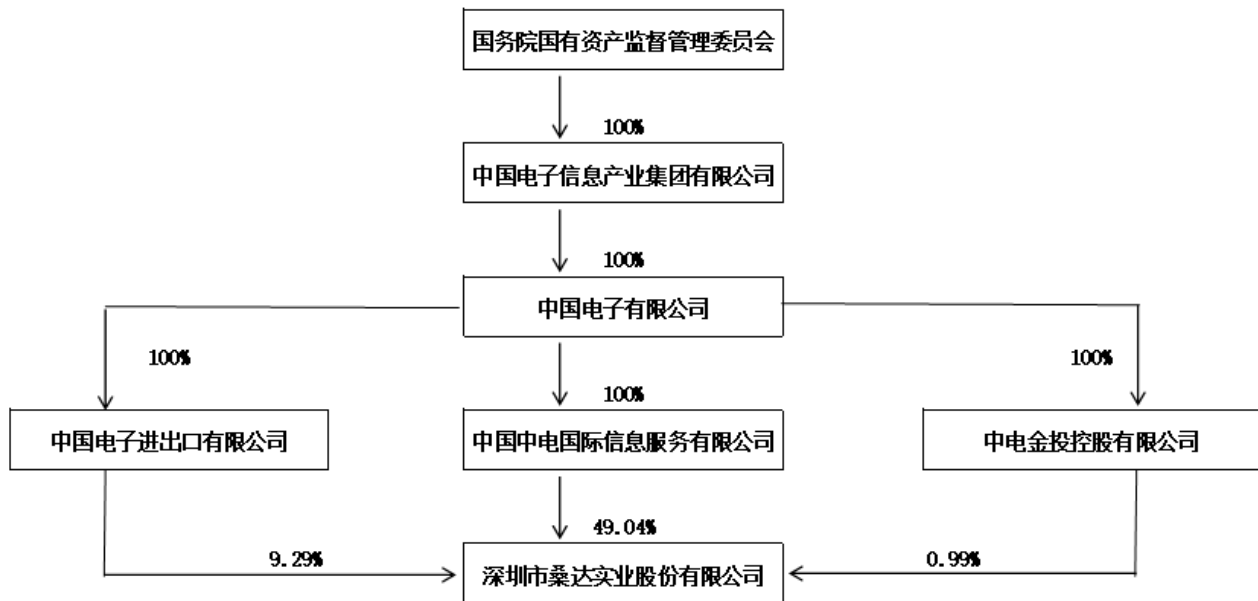 国务院国有资产监督管理委员会
100%
中国电子信息产业集团有限公司
100%
中国电子有限公司
100%
100%
100%
中国电子进出口有限公司
中国中电国际信息服务有限公司
中电金投控股有限公司
49.04%
9.29%
0.99%
深圳市桑达实业股份有限公司